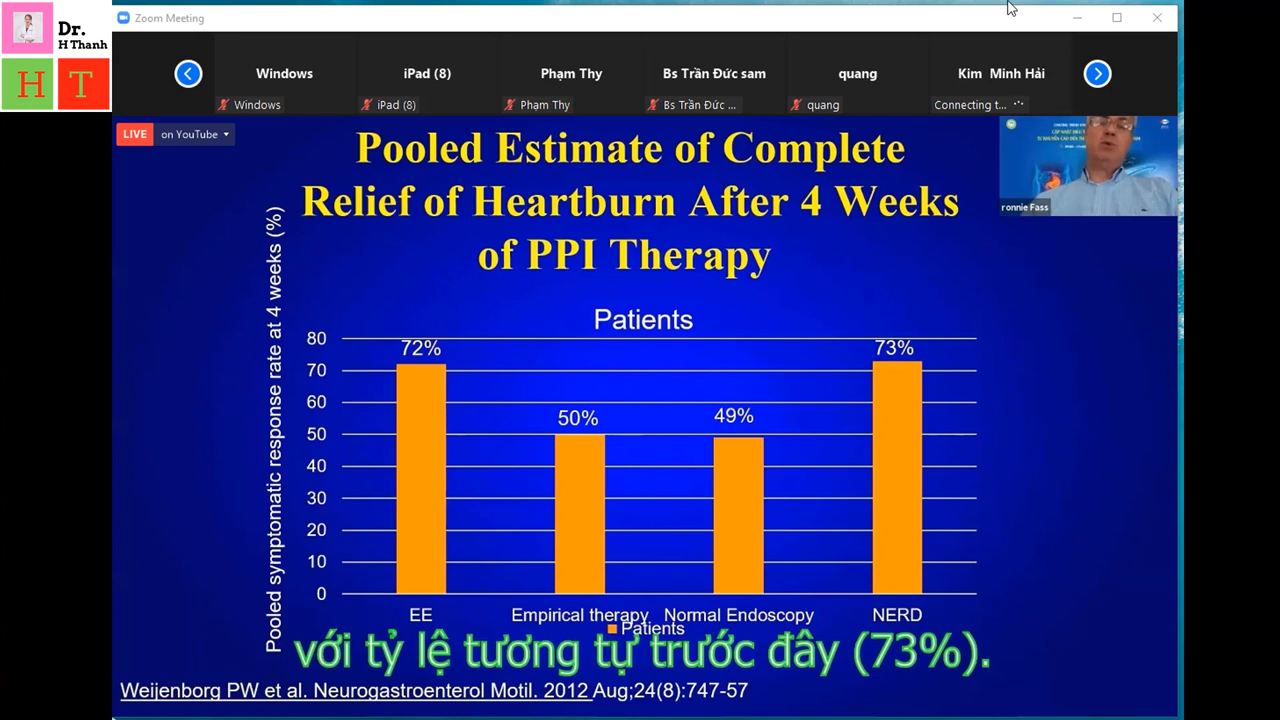 Dr.
H Thanh
H T
Zoom Meeting
Windows iPad (8) Phạm Thy Bs Trần Đức sam quang Kim Minh Hải
Windows iPad (8) Phạm Thy Bs Trần Đức ... quang Connecting t...
LIVE on YouTube
Pooled Estimate of Complete
Relief of Heartburn After 4 Weeks
of PPI Therapy
ronnie Fass
Pooled symptomatic response rate at 4 weeks (%)
Patients
80
70
60
50
40
30
20
10
0
72%
50%
49%
73%
EE Empirical therapy Normal Endoscopy NERD
Patients
với tỷ lệ tương tự trước đây (73%).
Weijenborg PW et al. Neurogastroenterol Motil. 2012 Aug;24(8):747-57